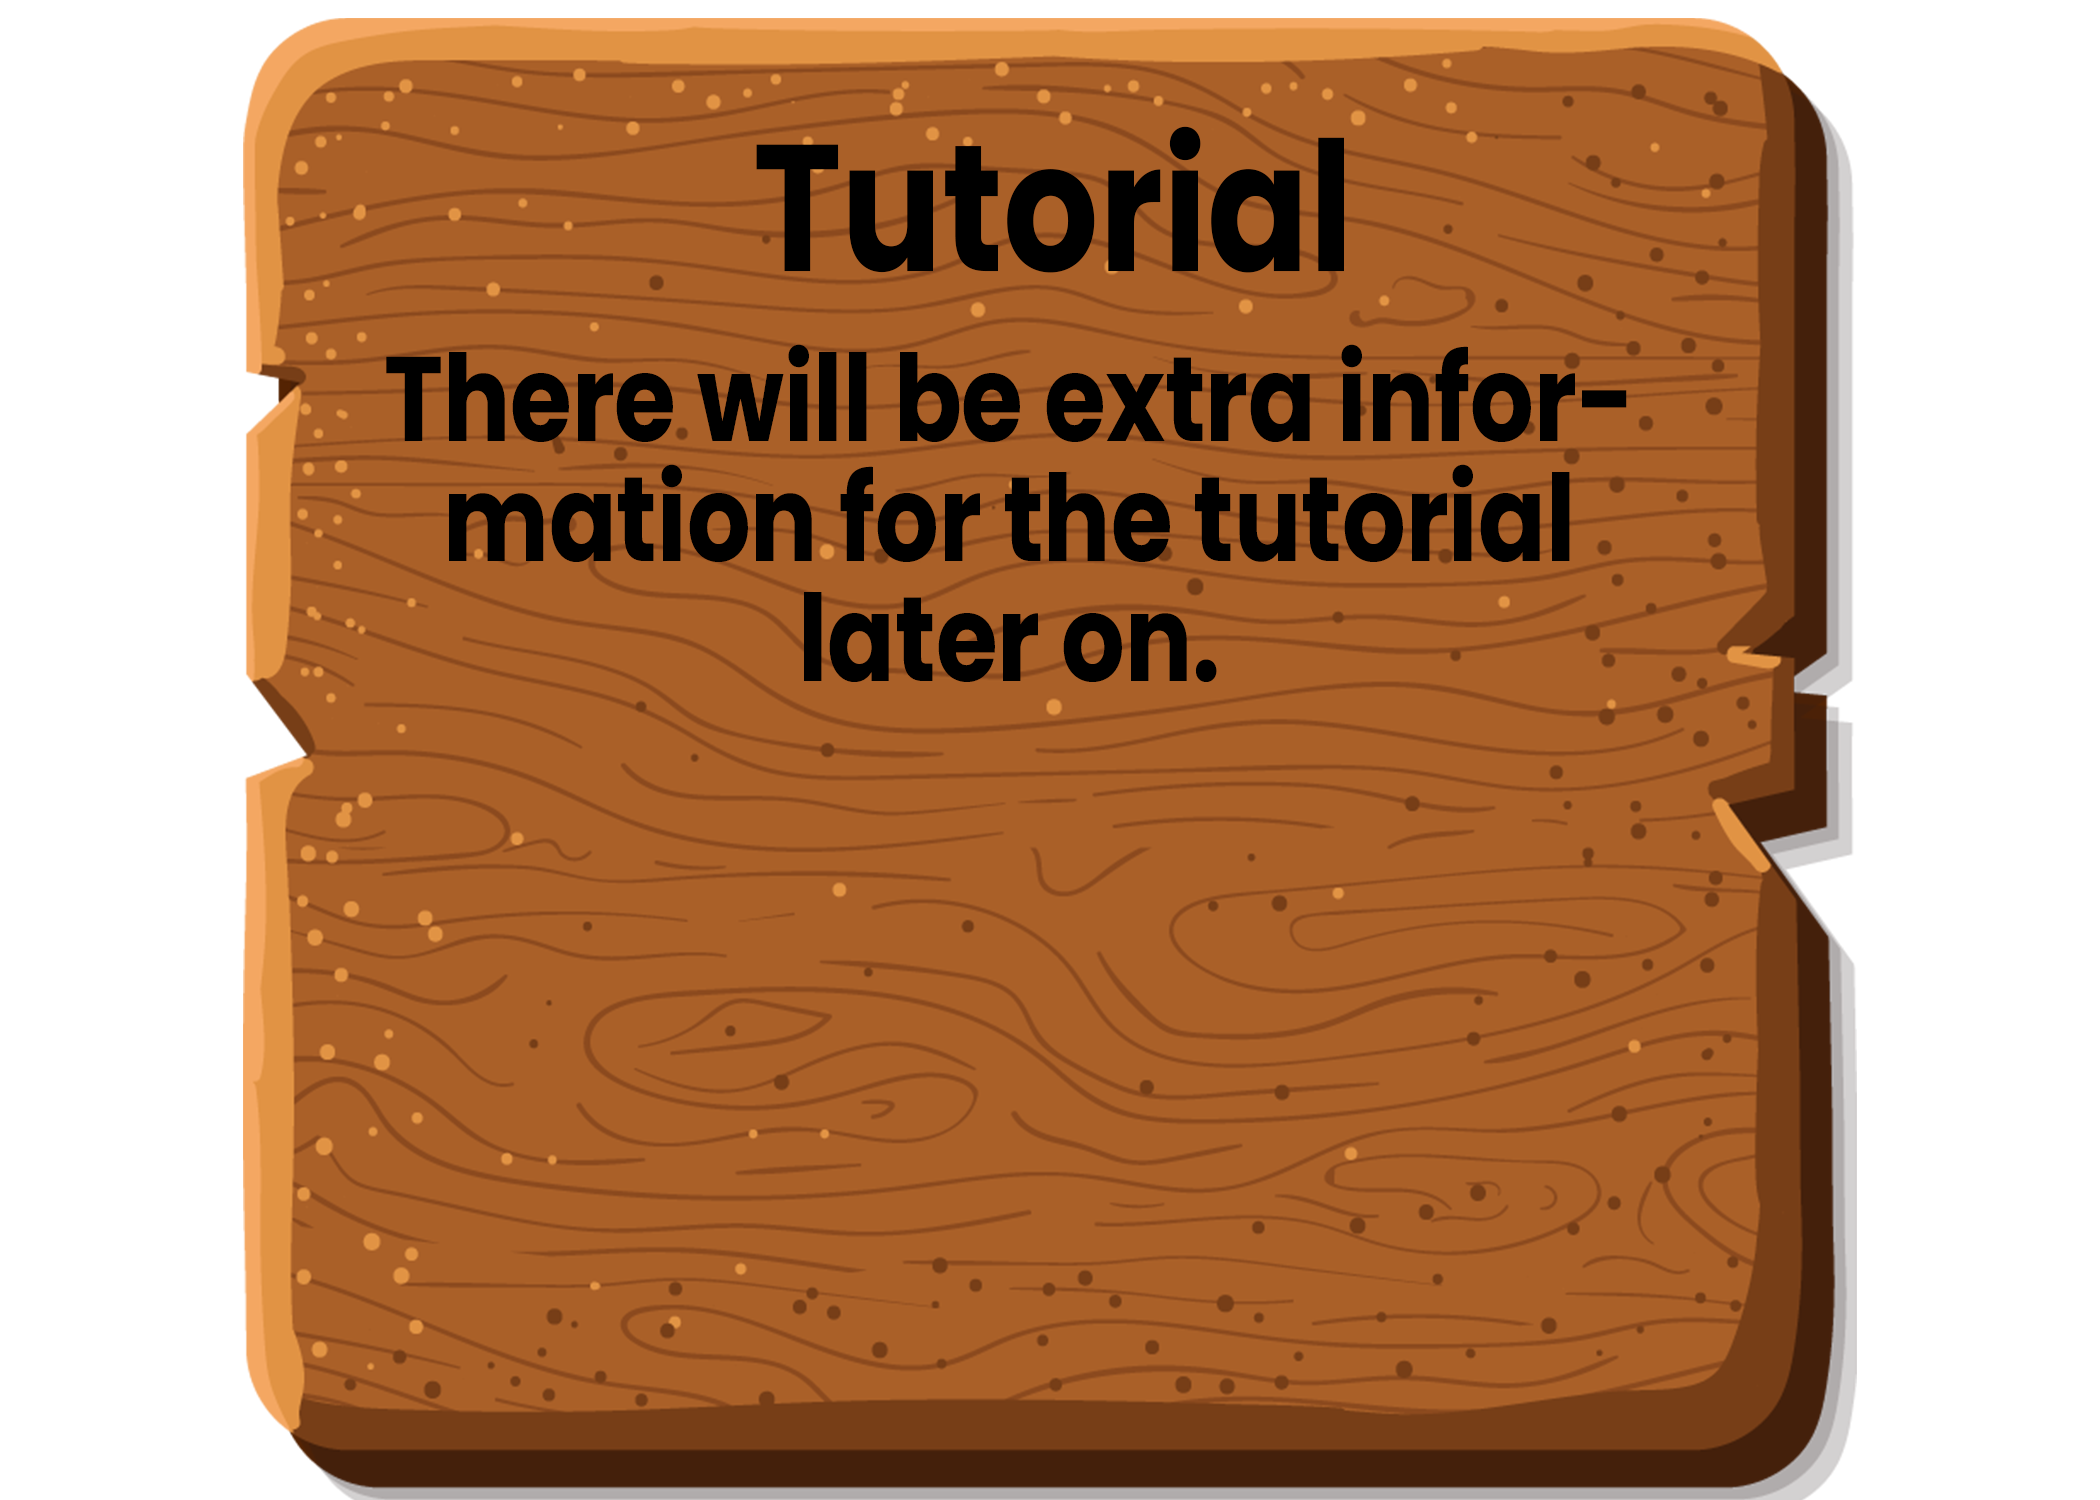 Tutorial
There will be extra infor-
mation for the tutorial
later on.